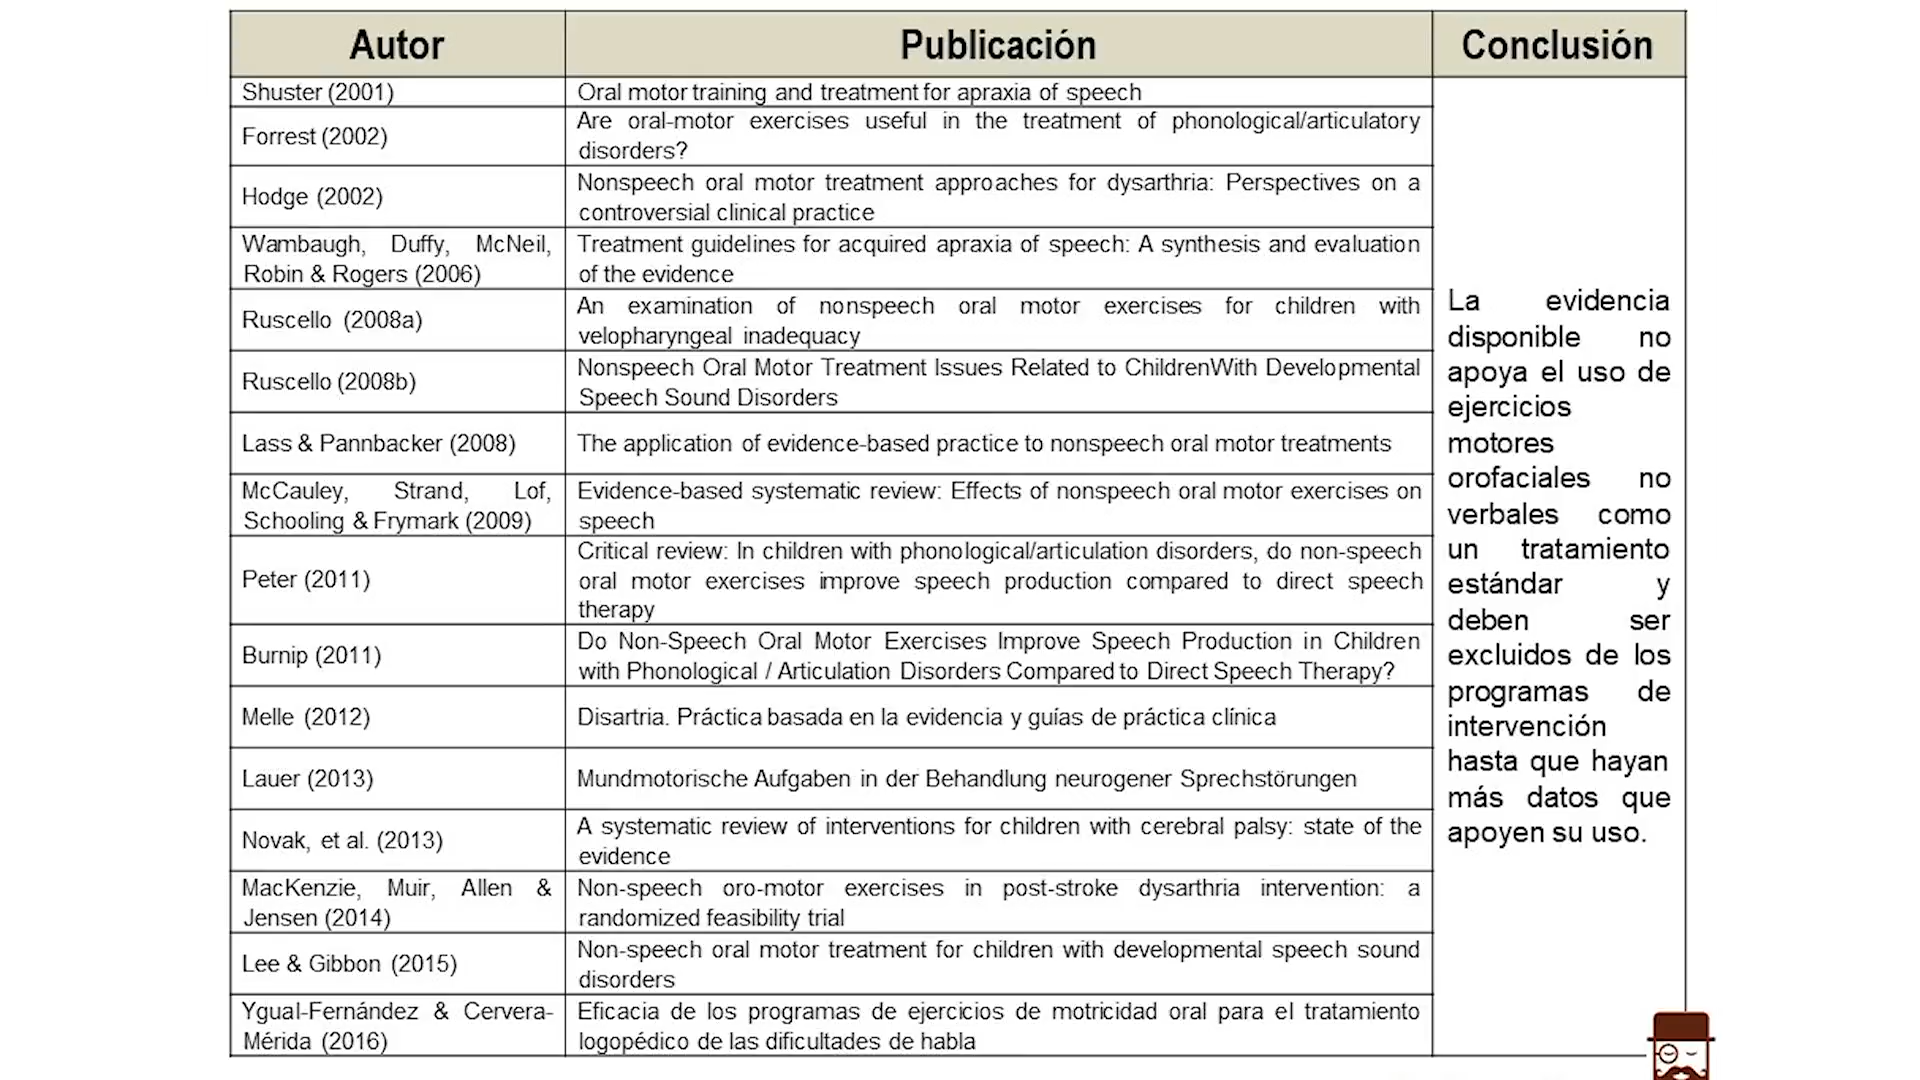 Autor
Publicación
Conclusión
Shuster (2001)
Oral motor training and treatment for apraxia of speech
Forrest (2002)
Are oral-motor exercises useful in the treatment of phonological/articulatory
disorders?
Hodge (2002)
Nonspeech oral motor treatment approaches for dysarthria: Perspectives on a
controversial clinical practice
Wambaugh, Duffy, McNeil,
Robin & Rogers (2006)
Treatment guidelines for acquired apraxia of speech: A synthesis and evaluation
of the evidence
Ruscello (2008a)
An examination of nonspeech oral motor exercises for children with
velopharyngeal inadequacy
Ruscello (2008b)
Nonspeech Oral Motor Treatment Issues Related to ChildrenWith Developmental
Speech Sound Disorders
Lass & Pannbacker (2008)
The application of evidence-based practice to nonspeech oral motor treatments
McCauley, Strand, Lof,
Schooling & Frymark (2009)
Evidence-based systematic review: Effects of nonspeech oral motor exercises on
speech
Peter (2011)
Critical review: In children with phonological/articulation disorders, do non-speech
oral motor exercises improve speech production compared to direct speech
therapy
Burnip (2011)
Do Non-Speech Oral Motor Exercises Improve Speech Production in Children
with Phonological / Articulation Disorders Compared to Direct Speech Therapy?
Melle (2012)
Disartria. Práctica basada en la evidencia y guías de práctica clínica
Lauer (2013)
Mundmotorische Aufgaben in der Behandlung neurogener Sprechstörungen
Novak, et al. (2013)
A systematic review of interventions for children with cerebral palsy: state of the
evidence
MacKenzie, Muir, Allen &
Jensen (2014)
Non-speech oro-motor exercises in post-stroke dysarthria intervention: a
randomized feasibility trial
Lee & Gibbon (2015)
Non-speech oral motor treatment for children with developmental speech sound
disorders
Ygual-Fernández & Cervera-
Mérida (2016)
Eficacia de los programas de ejercicios de motricidad oral para el tratamiento
logopédico de las dificultades de habla
La evidencia
disponible no
apoya el uso de
ejercicios
motores
orofaciales no
verbales como
un tratamiento
estándar y
deben ser
excluidos de los
programas de
intervención
hasta que hayan
más datos que
apoyen su uso.